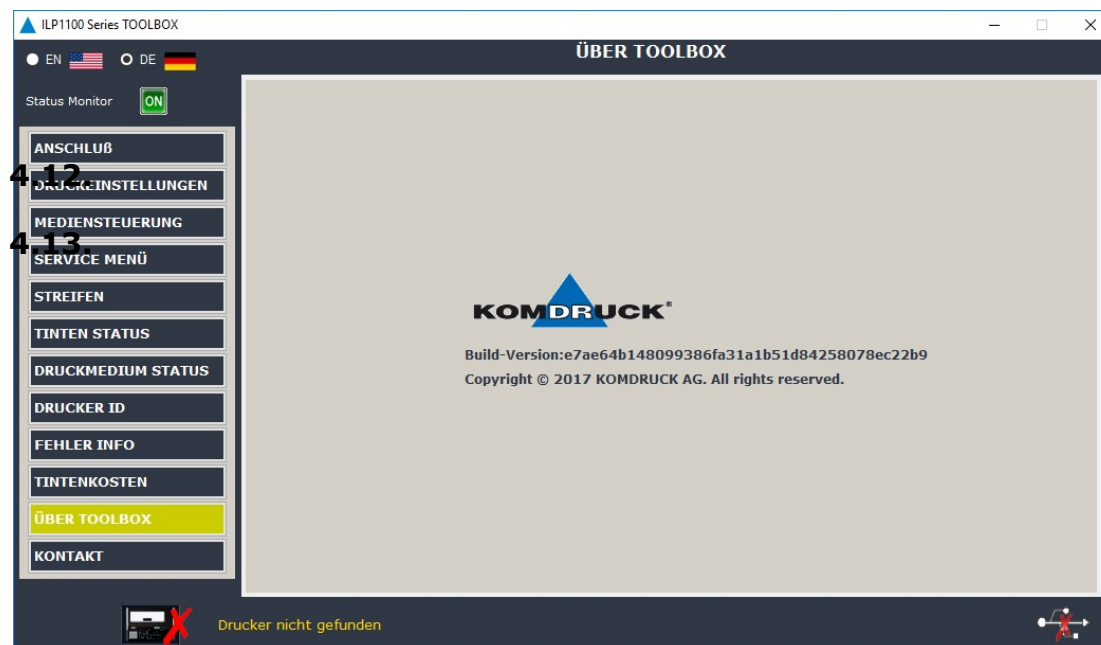 ILP1100 Series TOOLBOX
EN DE
ÜBER TOOLBOX
Status Monitor ON
ANSCHLUß
4.12.
DRUCKEINSTELLUNGEN
MEDIENSTEUERUNG
4.13.
SERVICE MENÜ
STREIFEN
TINTEN STATUS
DRUCKMEDIUM STATUS
DRUCKER ID
FEHLER INFO
TINTENKOSTEN
ÜBER TOOLBOX
KONTAKT
KOMDRUCK®
Build-Version:e7ae64b148099386fa31a1b51d84258078ec22b9
Copyright © 2017 KOMDRUCK AG. All rights reserved.
Drucker nicht gefunden